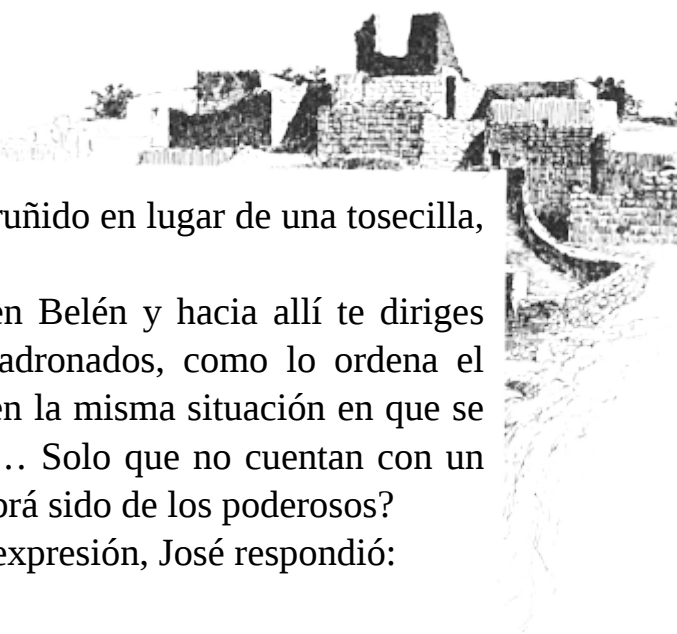 ruñido en lugar de una tosecilla,
en Belén y hacia allí te diriges
adronados, como lo ordena el
en la misma situación en que se
… Solo que no cuentan con un
brá sido de los poderosos?
expresión, José respondió: